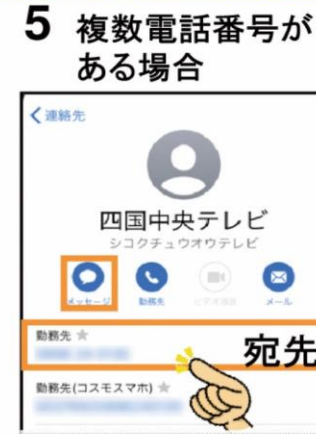 5 複数電話番号が
ある場合
連絡先
四国中央テレビ
シコクチュウオウテレビ
メッセージ 勤務先 ビデオ通話 メール
勤務先 ★
宛先
勤務先(コスモスマホ) ★